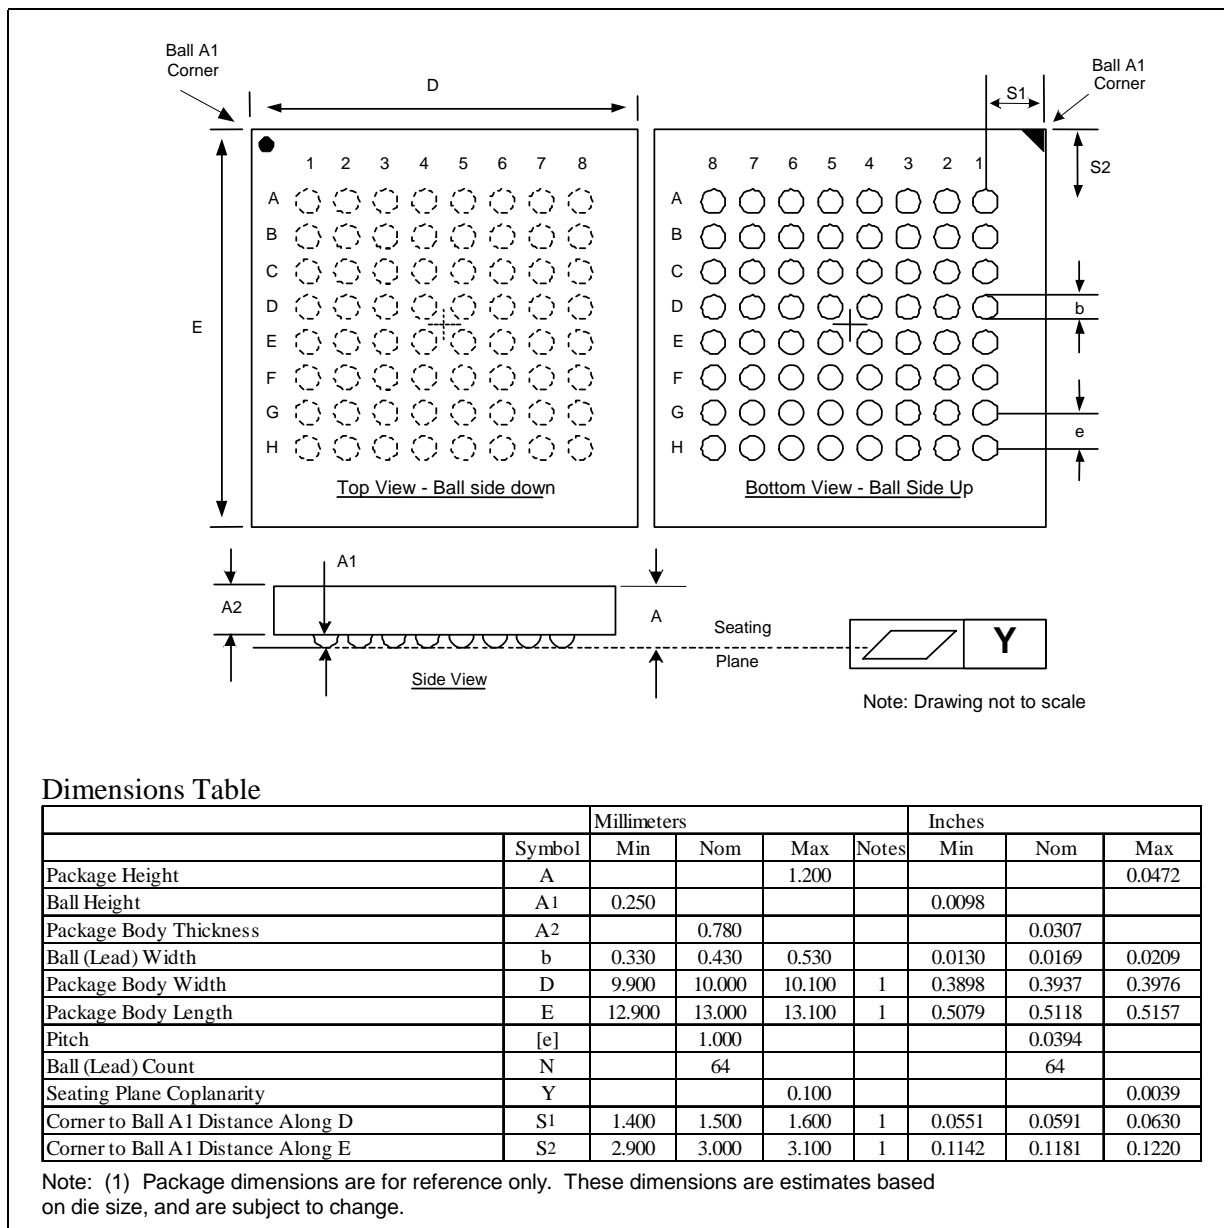 Ball A1
Corner
D
S1
Ball A1
Corner
1 2 3 4 5 6 7 8
8 7 6 5 4 3 2 1
S2
A
B
C
D
E
F
G
H
E
A
B
C
D
E
F
G
H
b
e
Top View - Ball side down
Bottom View - Ball Side Up
A1
A2
A
Seating
Plane
Y
Side View
Note: Drawing not to scale
Dimensions Table
Millimeters Inches
Symbol Min Nom Max Notes Min Nom Max
Package Height A 1.200 0.0472
Ball Height A1 0.250 0.0098
Package Body Thickness A2 0.780 0.0307
Ball (Lead) Width b 0.330 0.430 0.530 0.0130 0.0169 0.0209
Package Body Width D 9.900 10.000 10.100 1 0.3898 0.3937 0.3976
Package Body Length E 12.900 13.000 13.100 1 0.5079 0.5118 0.5157
Pitch [e] 1.000 0.0394
Ball (Lead) Count N 64 64
Seating Plane Coplanarity Y 0.100 0.0039
Corner to Ball A1 Distance Along D S1 1.400 1.500 1.600 1 0.0551 0.0591 0.0630
Corner to Ball A1 Distance Along E S2 2.900 3.000 3.100 1 0.1142 0.1181 0.1220
Note: (1) Package dimensions are for reference only. These dimensions are estimates based
on die size, and are subject to change.